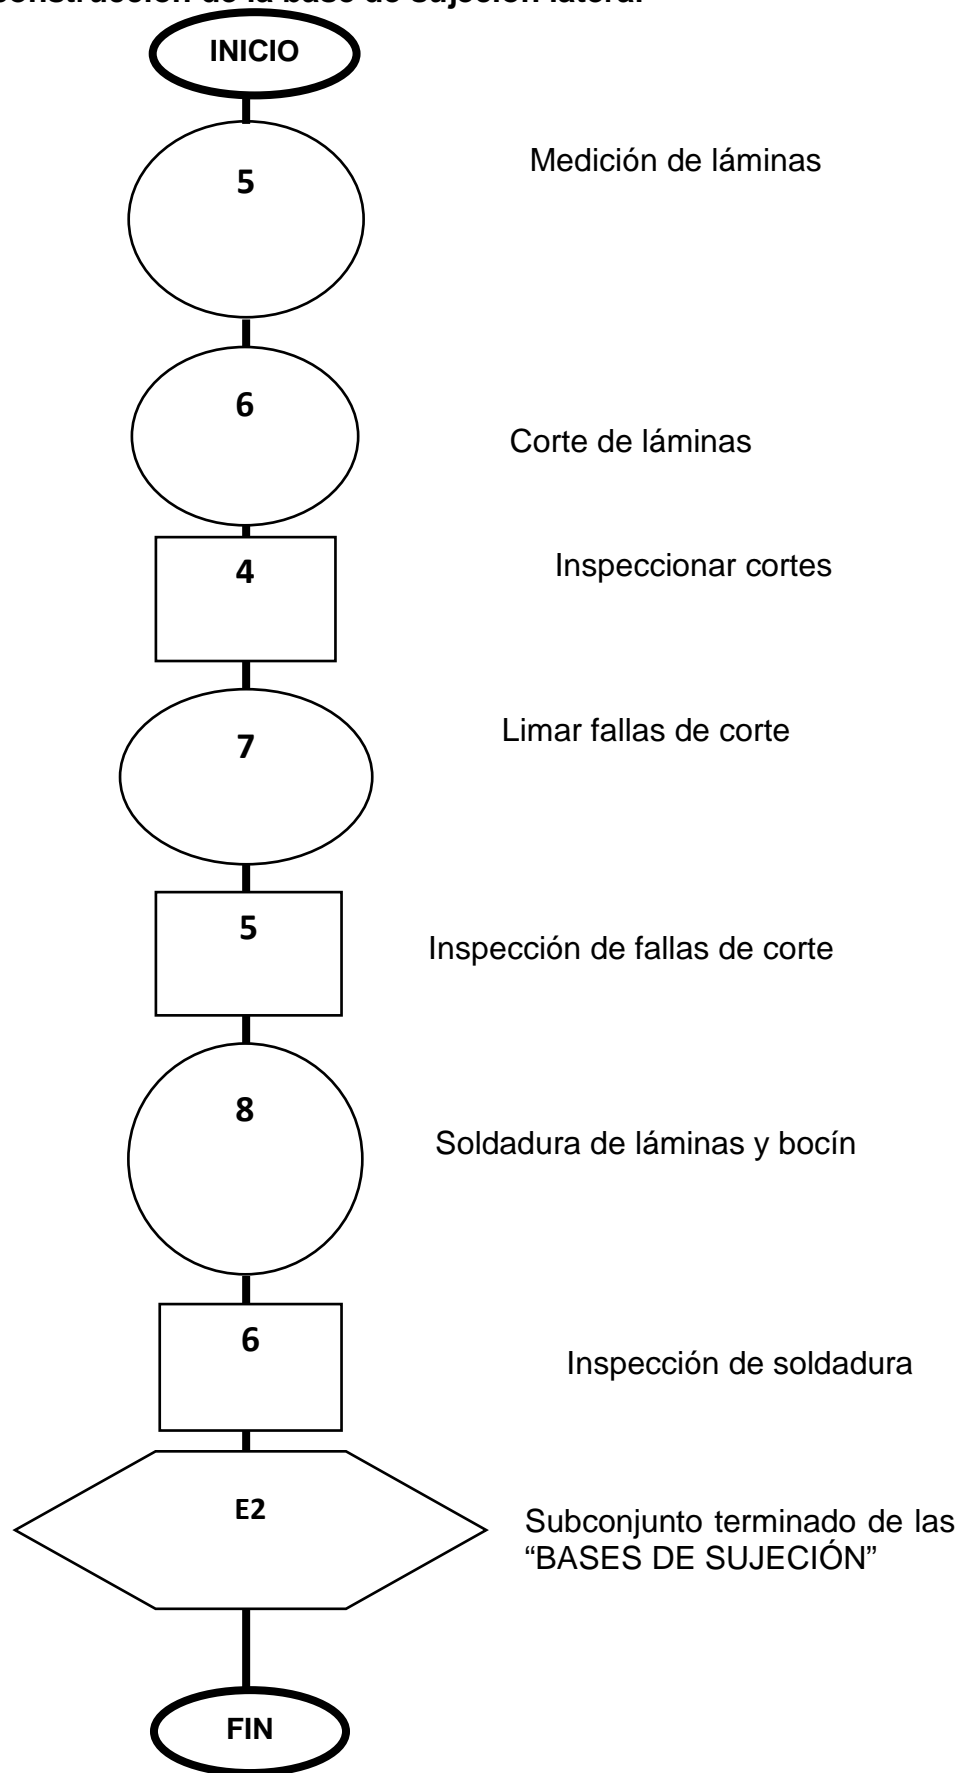 construcción de la base de sujeción lateral
INICIO
5
Medición de láminas
6
Corte de láminas
4
Inspeccionar cortes
7
Limar fallas de corte
5
Inspección de fallas de corte
8
Soldadura de láminas y bocín
6
Inspección de soldadura
E2
Subconjunto terminado de las
“BASES DE SUJECIÓN”
FIN